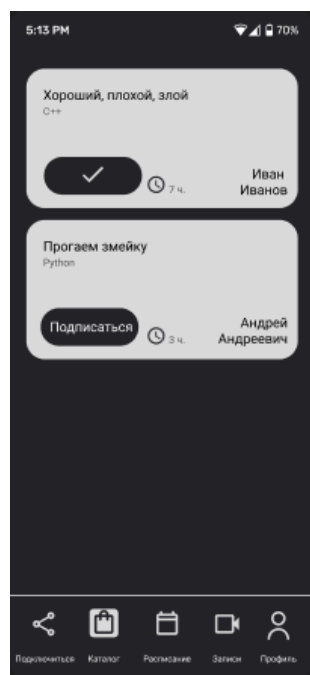 5:13 PM 70%
Хороший, плохой, злой
C++
7 ч.
Иван
Иванов
Прогаем змейку
Python
Подписаться
3 ч.
Андрей
Андреевич
Подключиться Каталог Расписание Записи Профиль